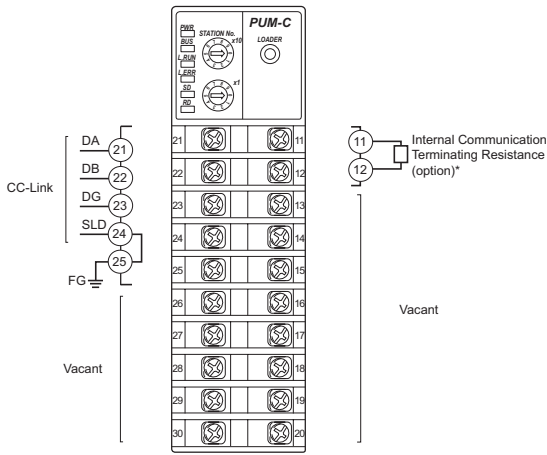 PUM-C
PWR
STATION No.
BUS
x10
LOADER
L.RUN
L.ERR
x1
SD
RD
DA
21
21
11
11
Internal Communication
Terminating Resistance
(option)*
DB
22
22
12
12
CC-Link
DG
23
23
13
SLD
24
24
14
25
25
15
FG
26
16
Vacant
27
17
Vacant
28
18
29
19
30
20